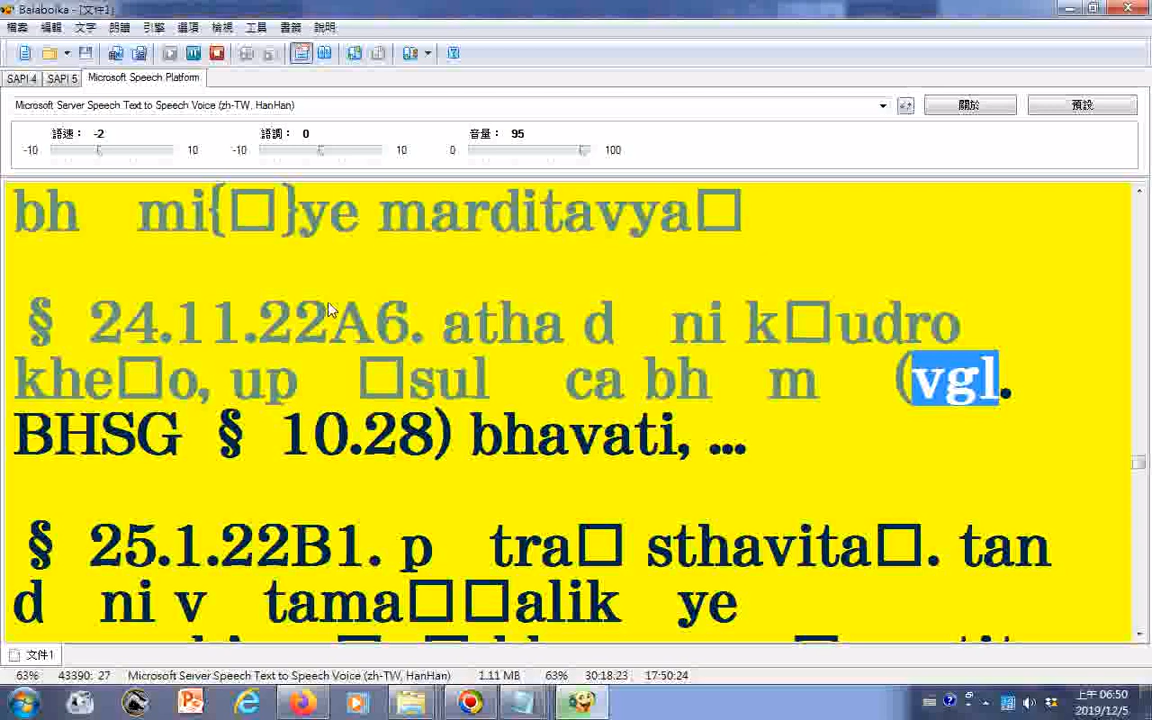 Balabolka - [文件1]
檔案 編輯 文字 朗讀 引擎 選項 檢視 工具 書籤 說明
SAPI 4 SAPI 5 Microsoft Speech Platform
Microsoft Server Speech Text to Speech Voice (zh-TW, HanHan) 關於 預設
語速： -2 語調： 0 音量： 95
-10 10 -10 10 0 100
bh mi{□}ye marditavya□
§ 24.11.22A6. atha d ni k□udro
khe□o, up □sul ca bh m (vgl.
BHSG § 10.28) bhavati, ...
§ 25.1.22B1. p tra□ sthavita□. tan
d ni v tama□□alik ye
文件1
63% 43390: 27 Microsoft Server Speech Text to Speech Voice (zh-TW, HanHan) 1.11 MB 63% 30:18.23 17:50:24
上午 06:50
2019/12/5